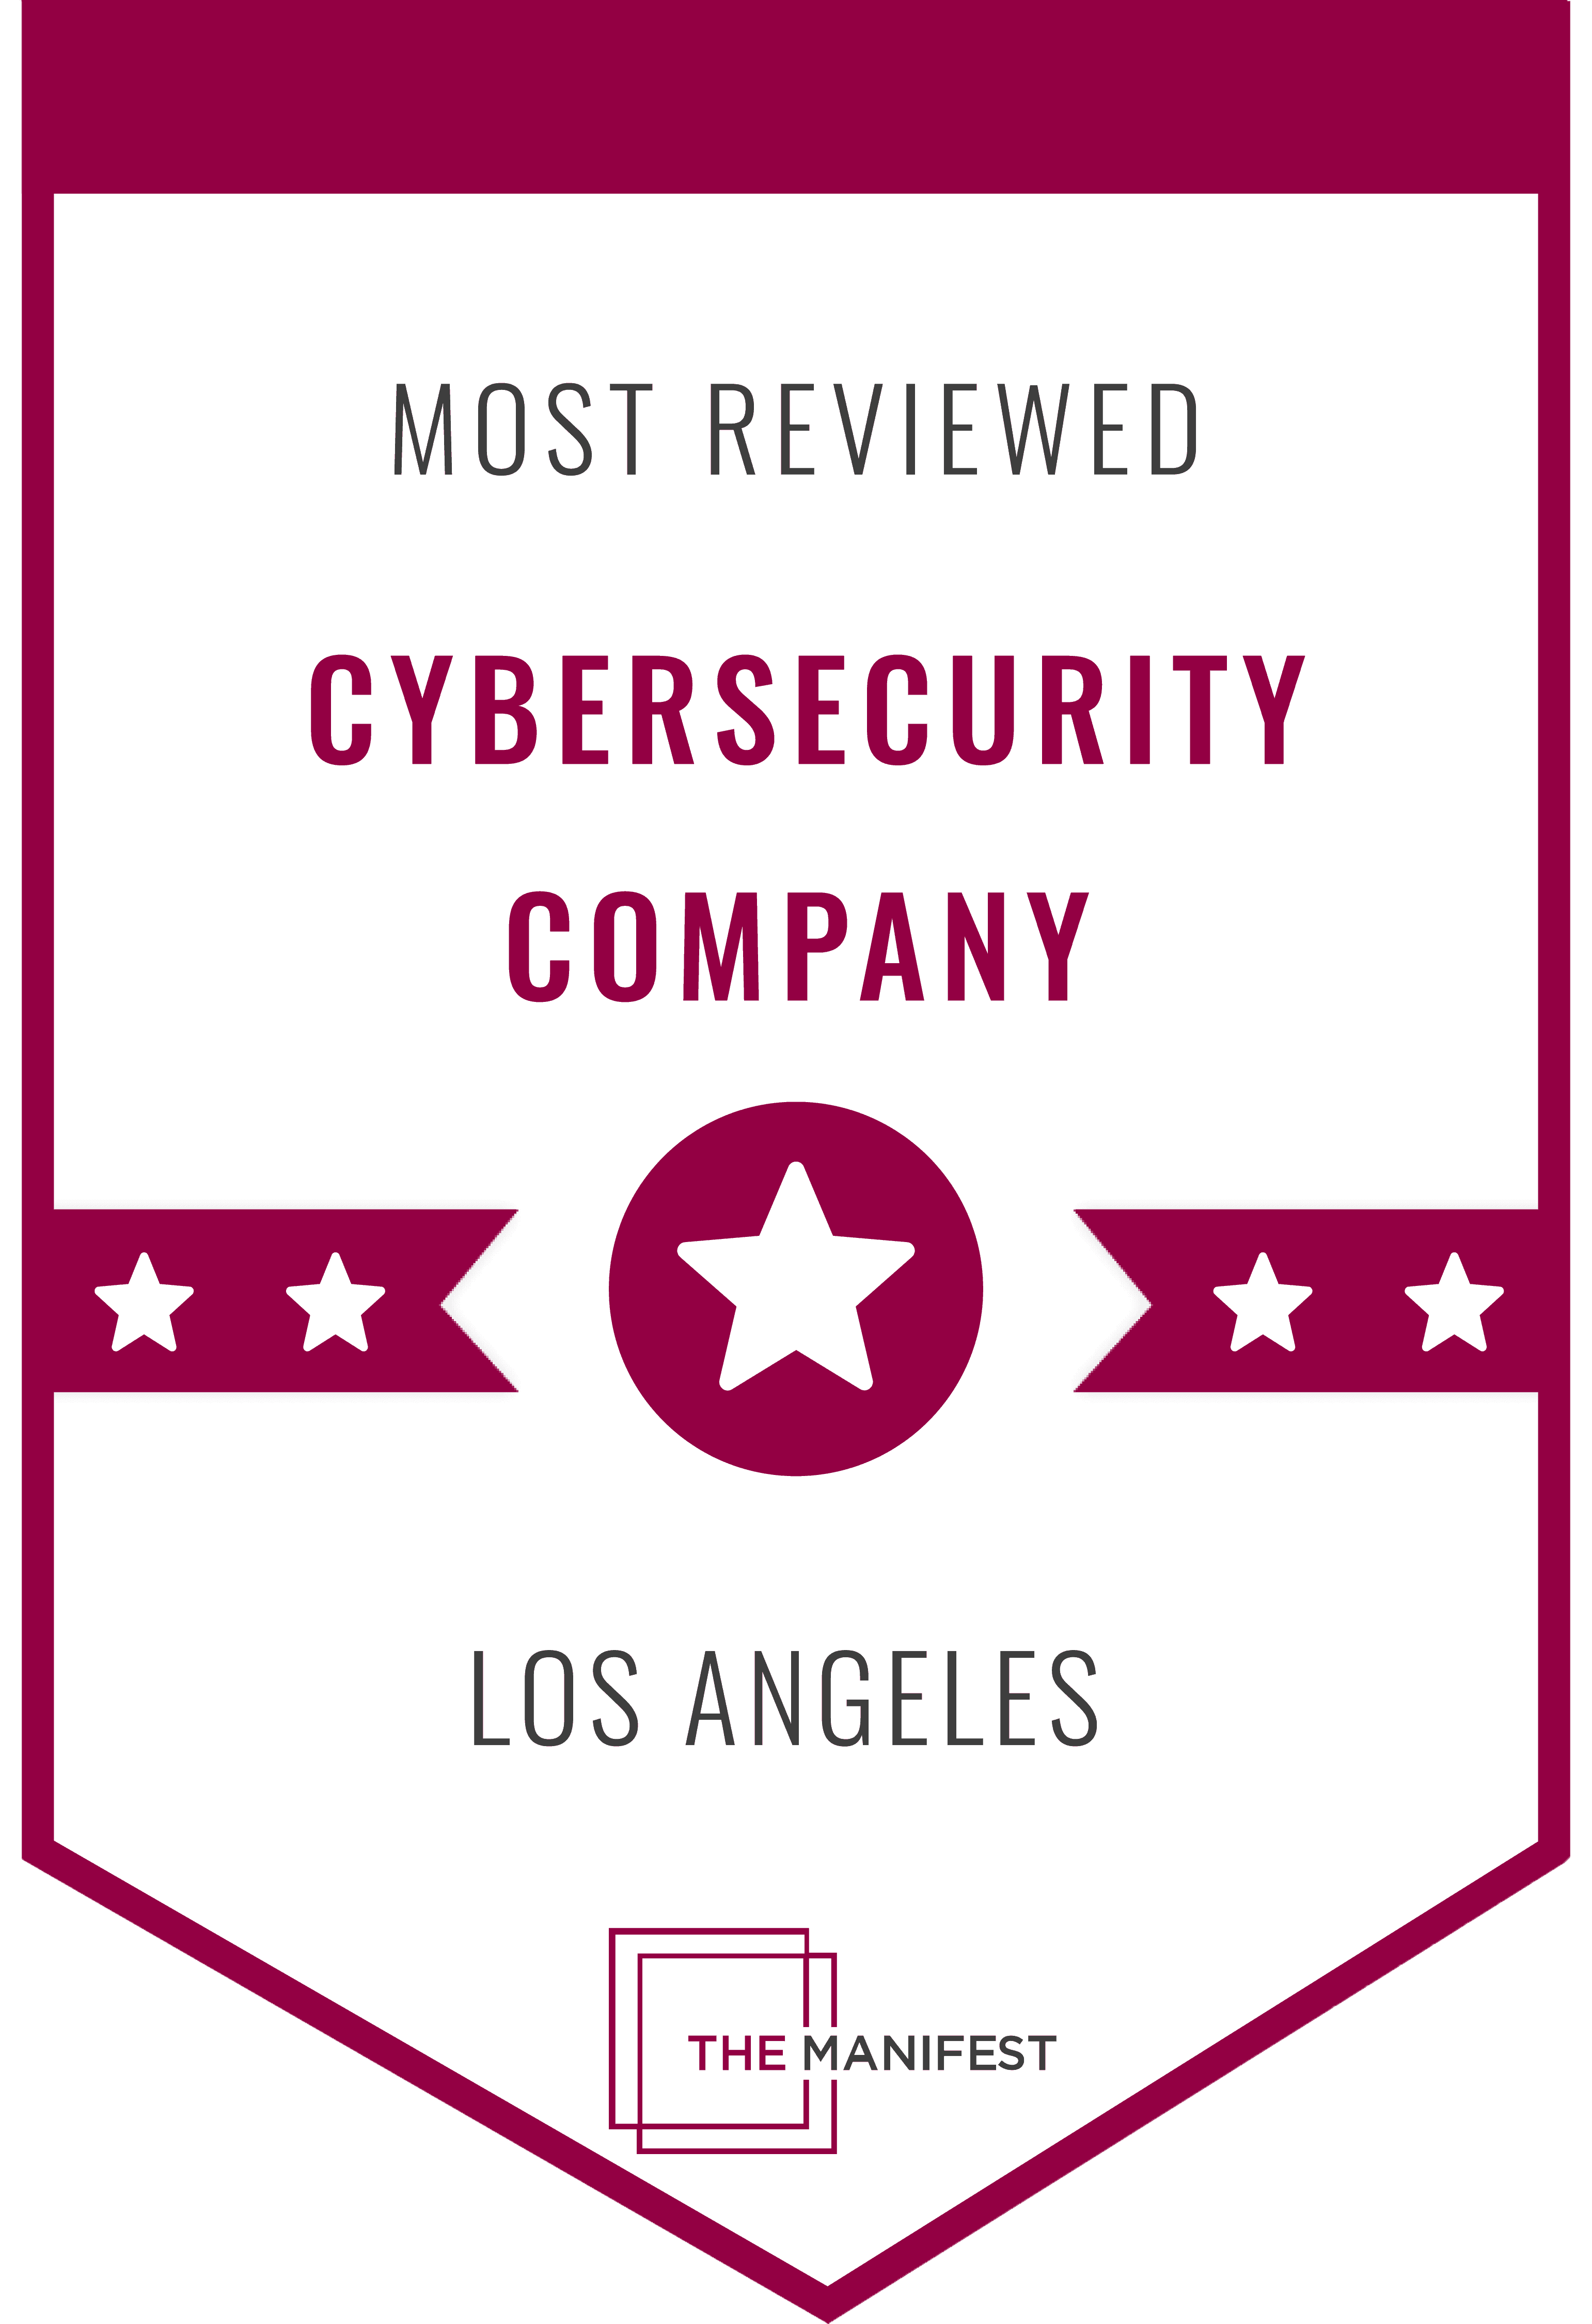 MOST REVIEWED
CYBERSECURITY
COMPANY
LOS ANGELES
THE MANIFEST